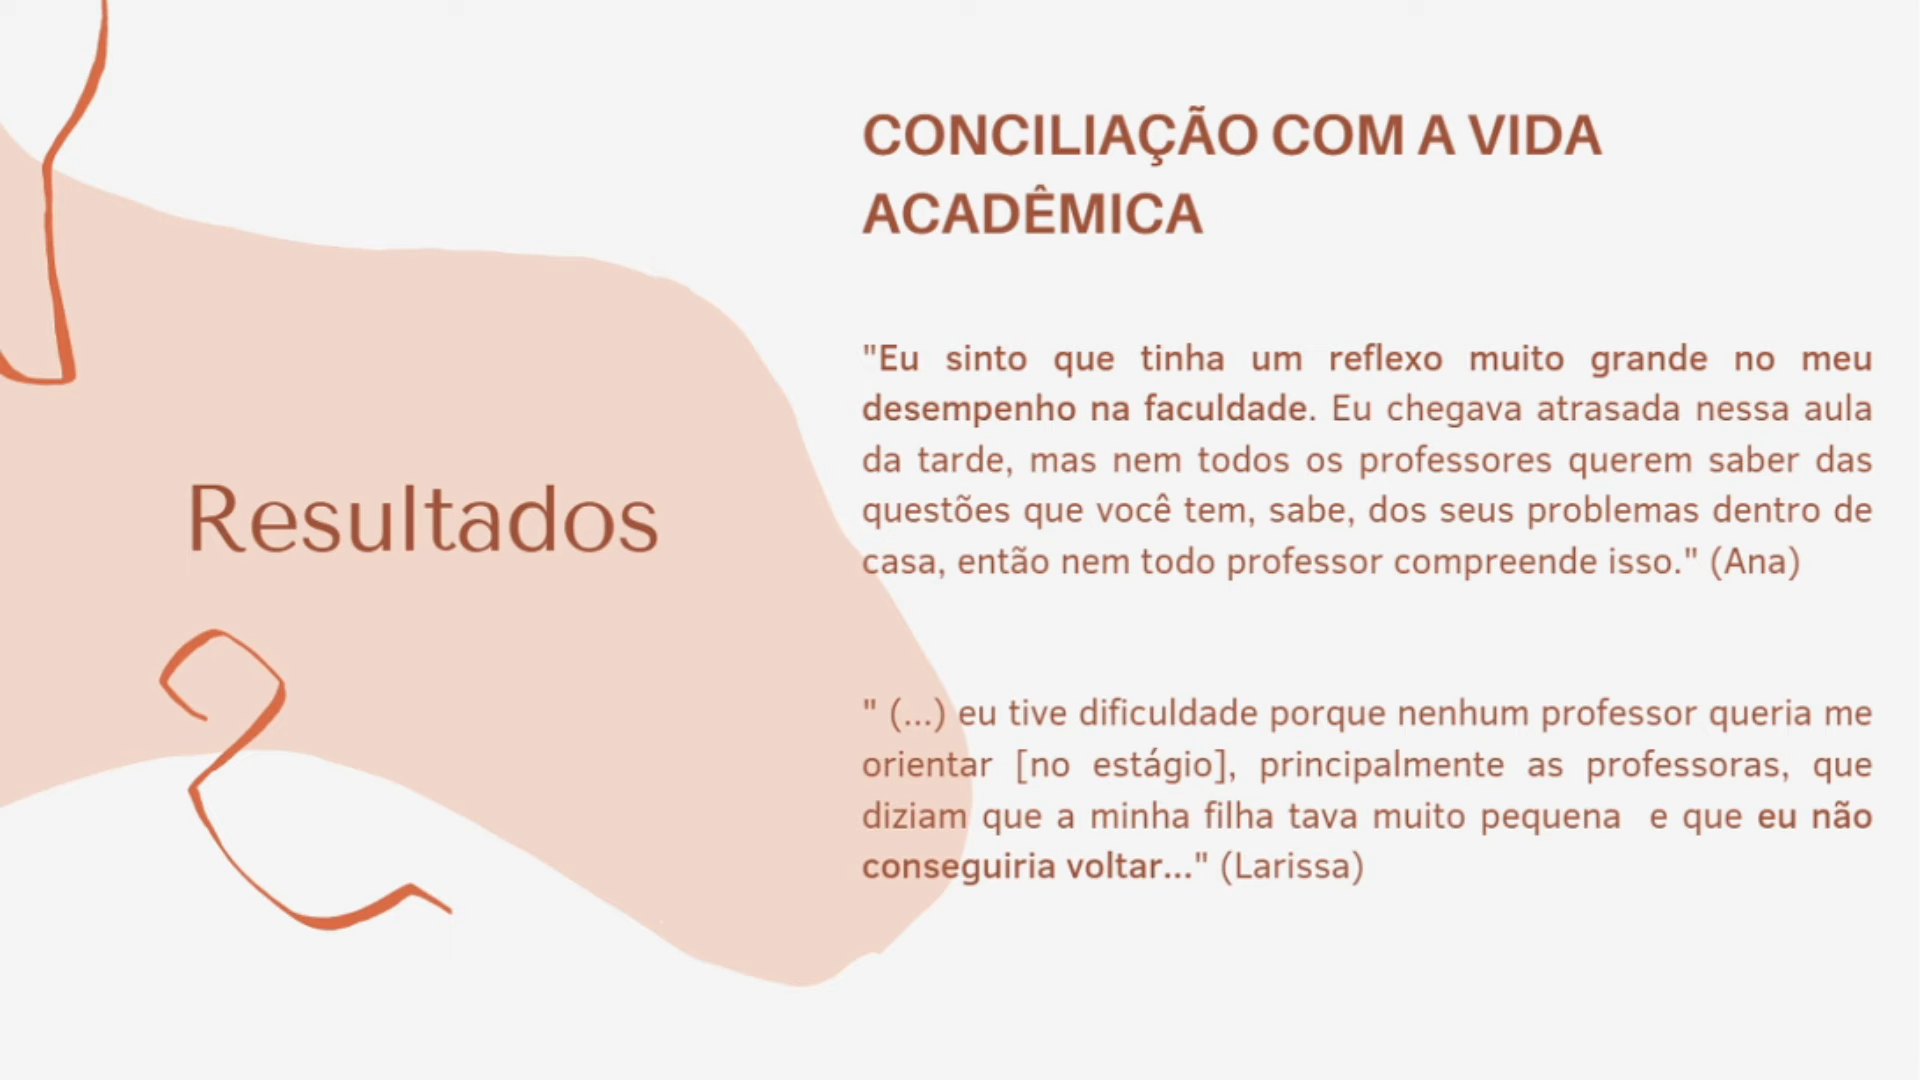 Resultados
CONCILIAÇÃO COM A VIDA
ACADÊMICA
"Eu sinto que tinha um reflexo muito grande no meu
desempenho na faculdade. Eu chegava atrasada nessa aula
da tarde, mas nem todos os professores querem saber das
questões que você tem, sabe, dos seus problemas dentro de
casa, então nem todo professor compreende isso." (Ana)
" (...) eu tive dificuldade porque nenhum professor queria me
orientar [no estágio], principalmente as professoras, que
diziam que a minha filha tava muito pequena  e que eu não
conseguiria voltar..." (Larissa)